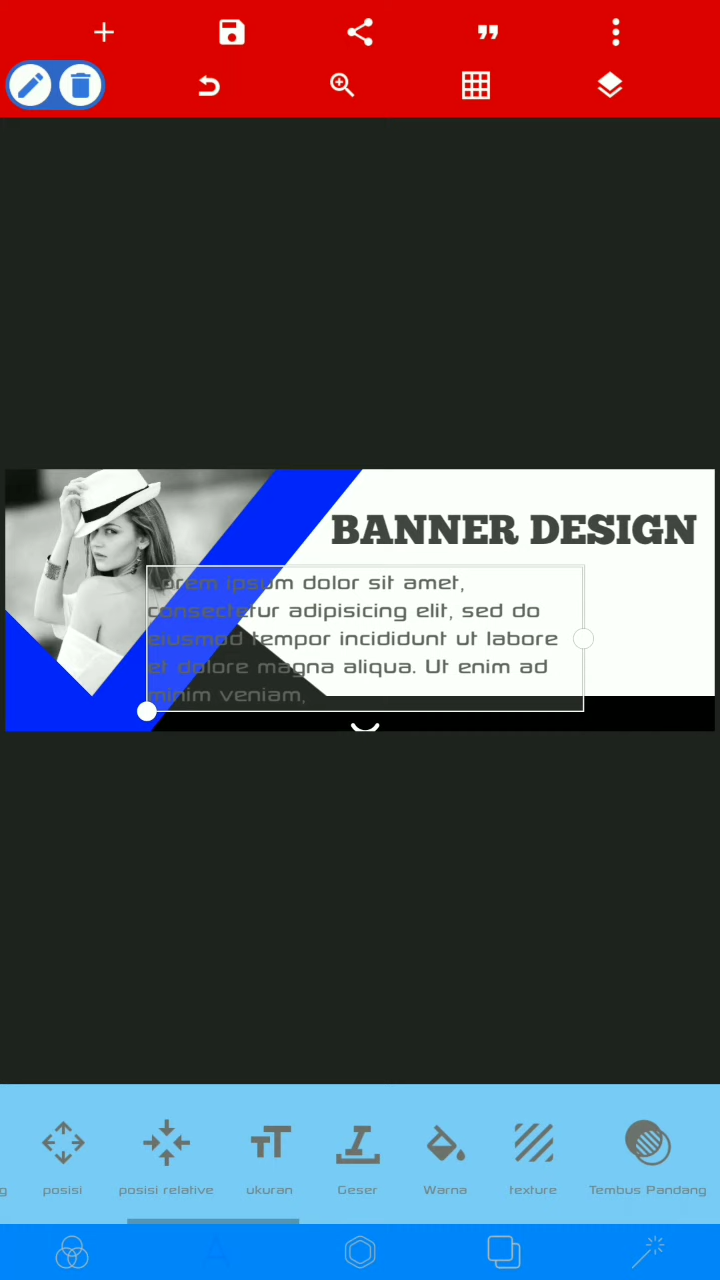 BANNER DESIGN
Lorem ipsum dolor sit amet,
consectetur adipisicing elit, sed do
eiusmod tempor incididunt ut labore
et dolore magna aliqua. Ut enim ad
minim veniam,
g posisi posisi relative ukuran Geser Warna texture Tembus Pandang